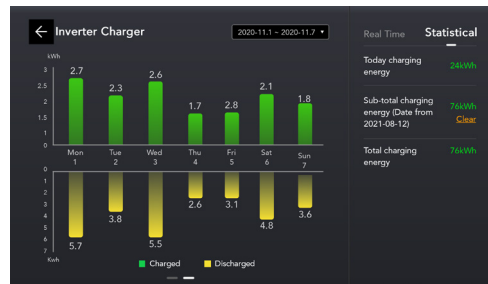 Inverter Charger
2020-11.1 ~ 2020-11.7
Real Time Statistical
Today charging
energy
24kWh
Sub-total charging
energy (Date from
2021-08-12)
76kWh
Clear
Total charging
energy
76kWh
kWh
3
2.5
2
1.5
1
0
2.7
2.3
2.6
1.7
2.8
2.1
1.8
Mon Tue Wed Thu Fri Sat Sun
1 2 3 4 5 6 7
0
1
2
3
4
5
6
7
Kwh
5.7
3.8
5.5
2.6
3.1
4.8
3.6
Charged Discharged